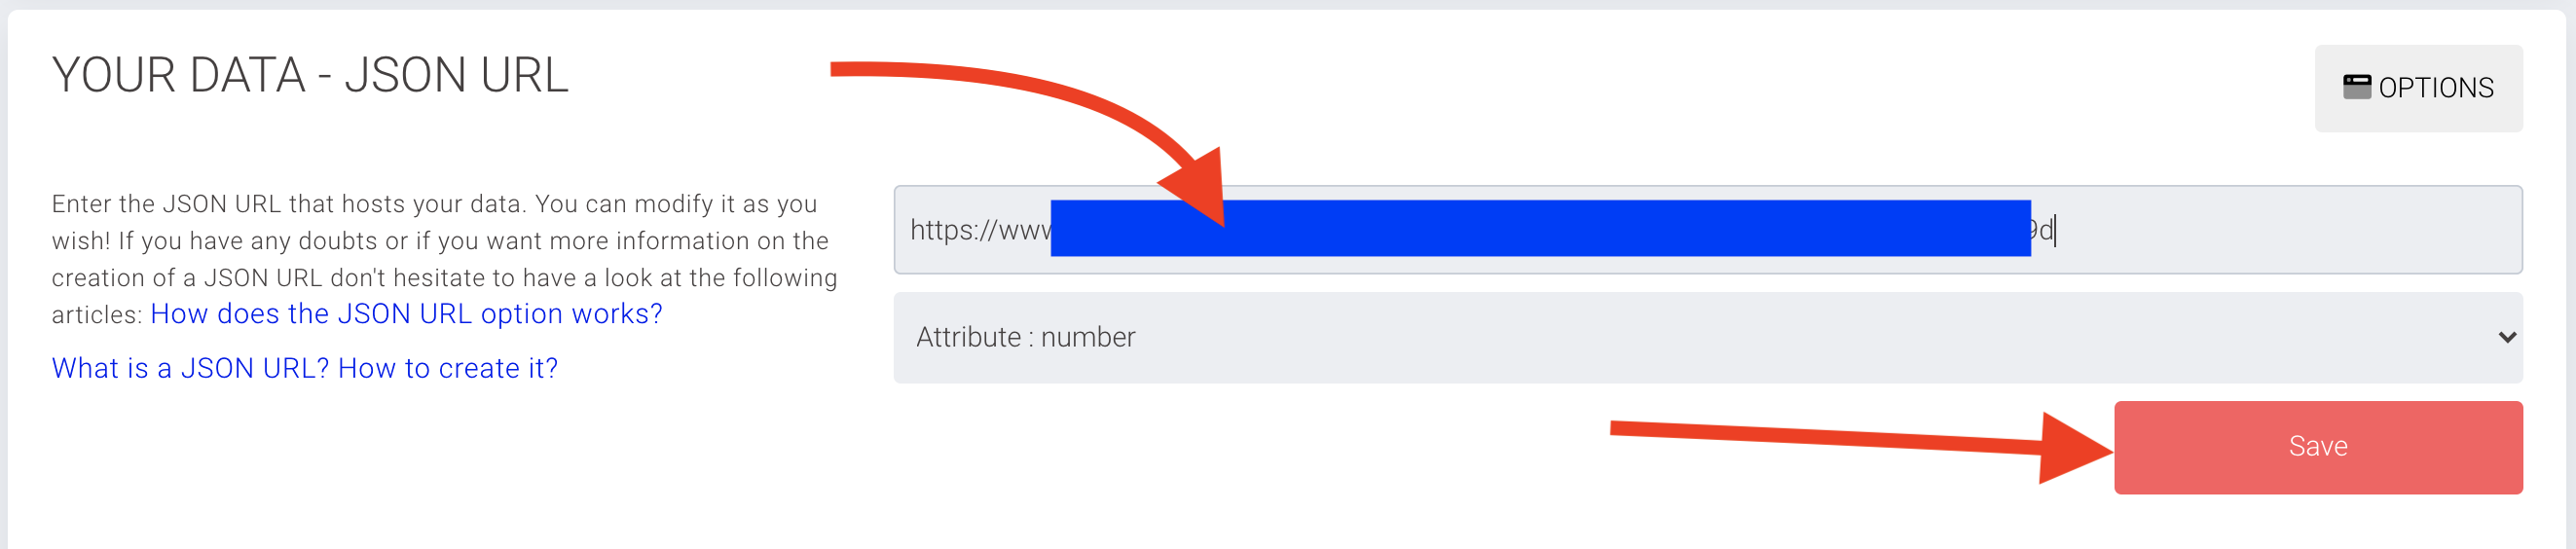 YOUR DATA - JSON URL
OPTIONS
Enter the JSON URL that hosts your data. You can modify it as you
wish! If you have any doubts or if you want more information on the
creation of a JSON URL don't hesitate to have a look at the following
articles: How does the JSON URL option works?
What is a JSON URL? How to create it?
https://www 9d
Attribute : number
Save